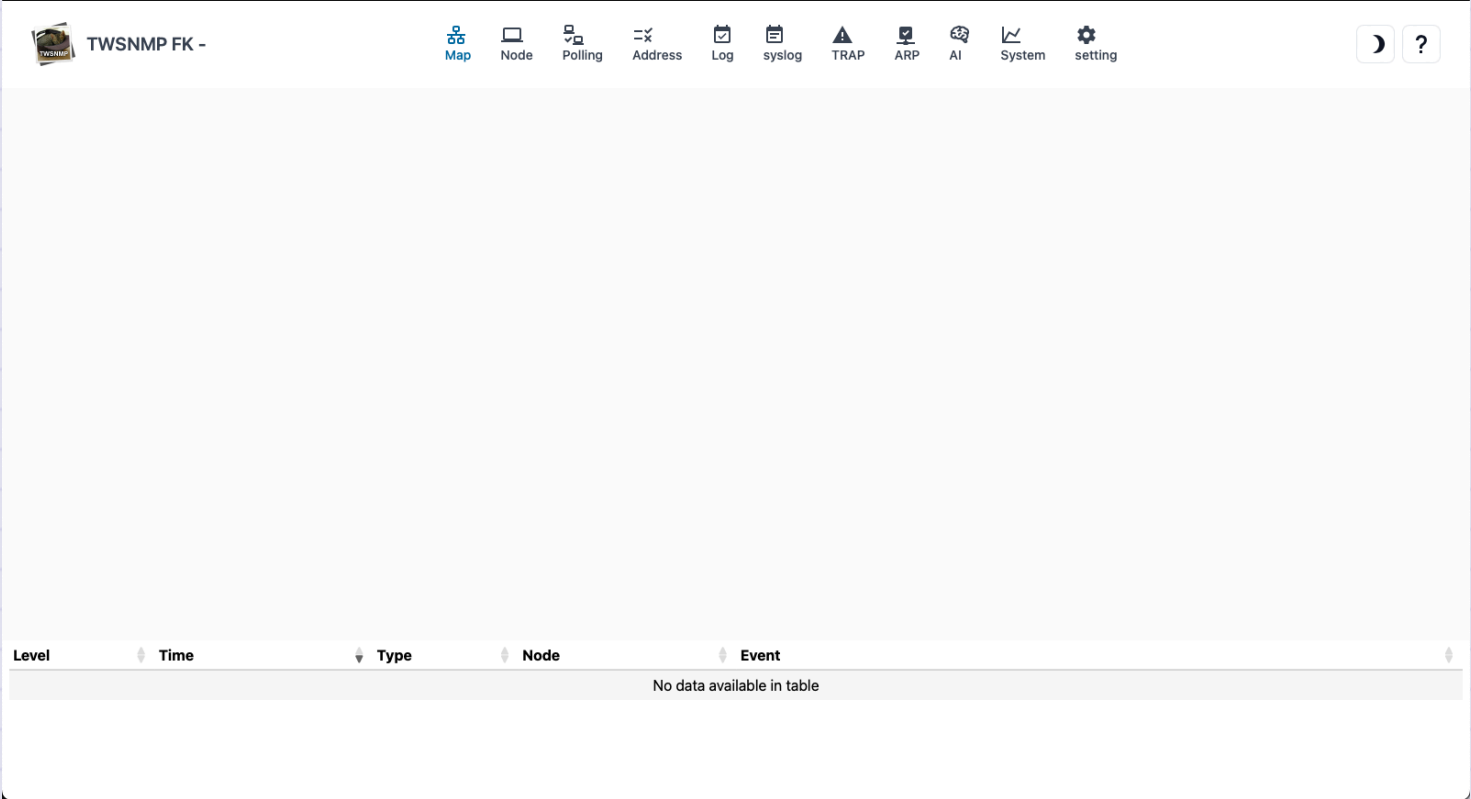 TWSNMP
TWSNMP FK -
Map Node Polling Address Log syslog TRAP ARP AI System setting
?
Level Time Type Node Event
No data available in table